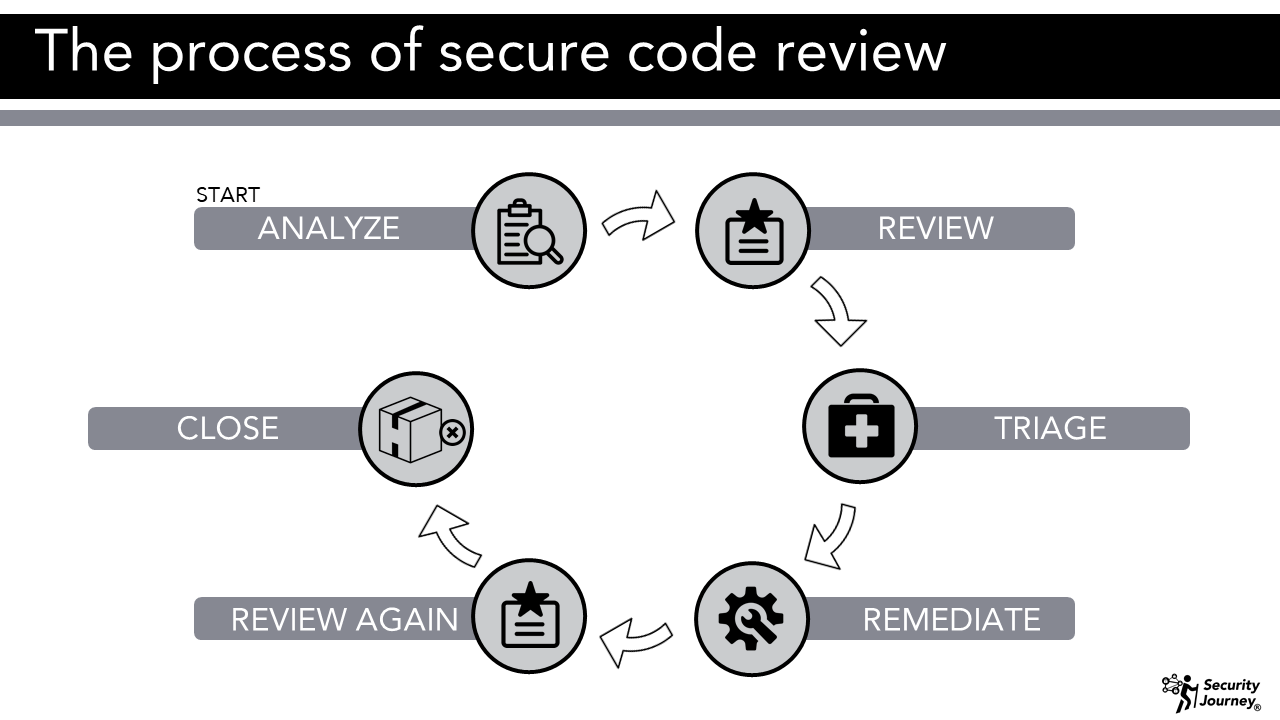 The process of secure code review
START
ANALYZE
REVIEW
CLOSE
TRIAGE
REVIEW AGAIN
REMEDIATE
Security
Journey®